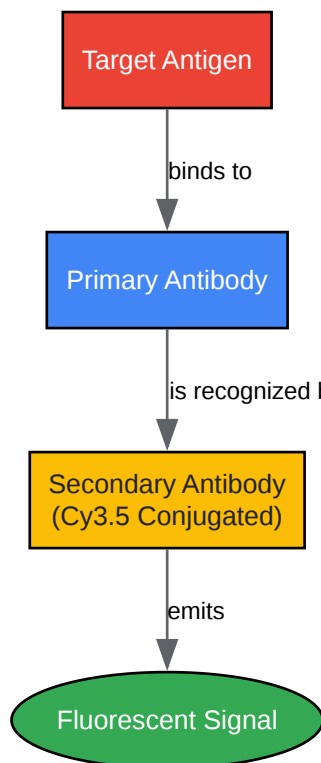 Target Antigen
binds to
Primary Antibody
is recognized
Secondary Antibody
(Cy3.5 Conjugated)
emits
Fluorescent Signal